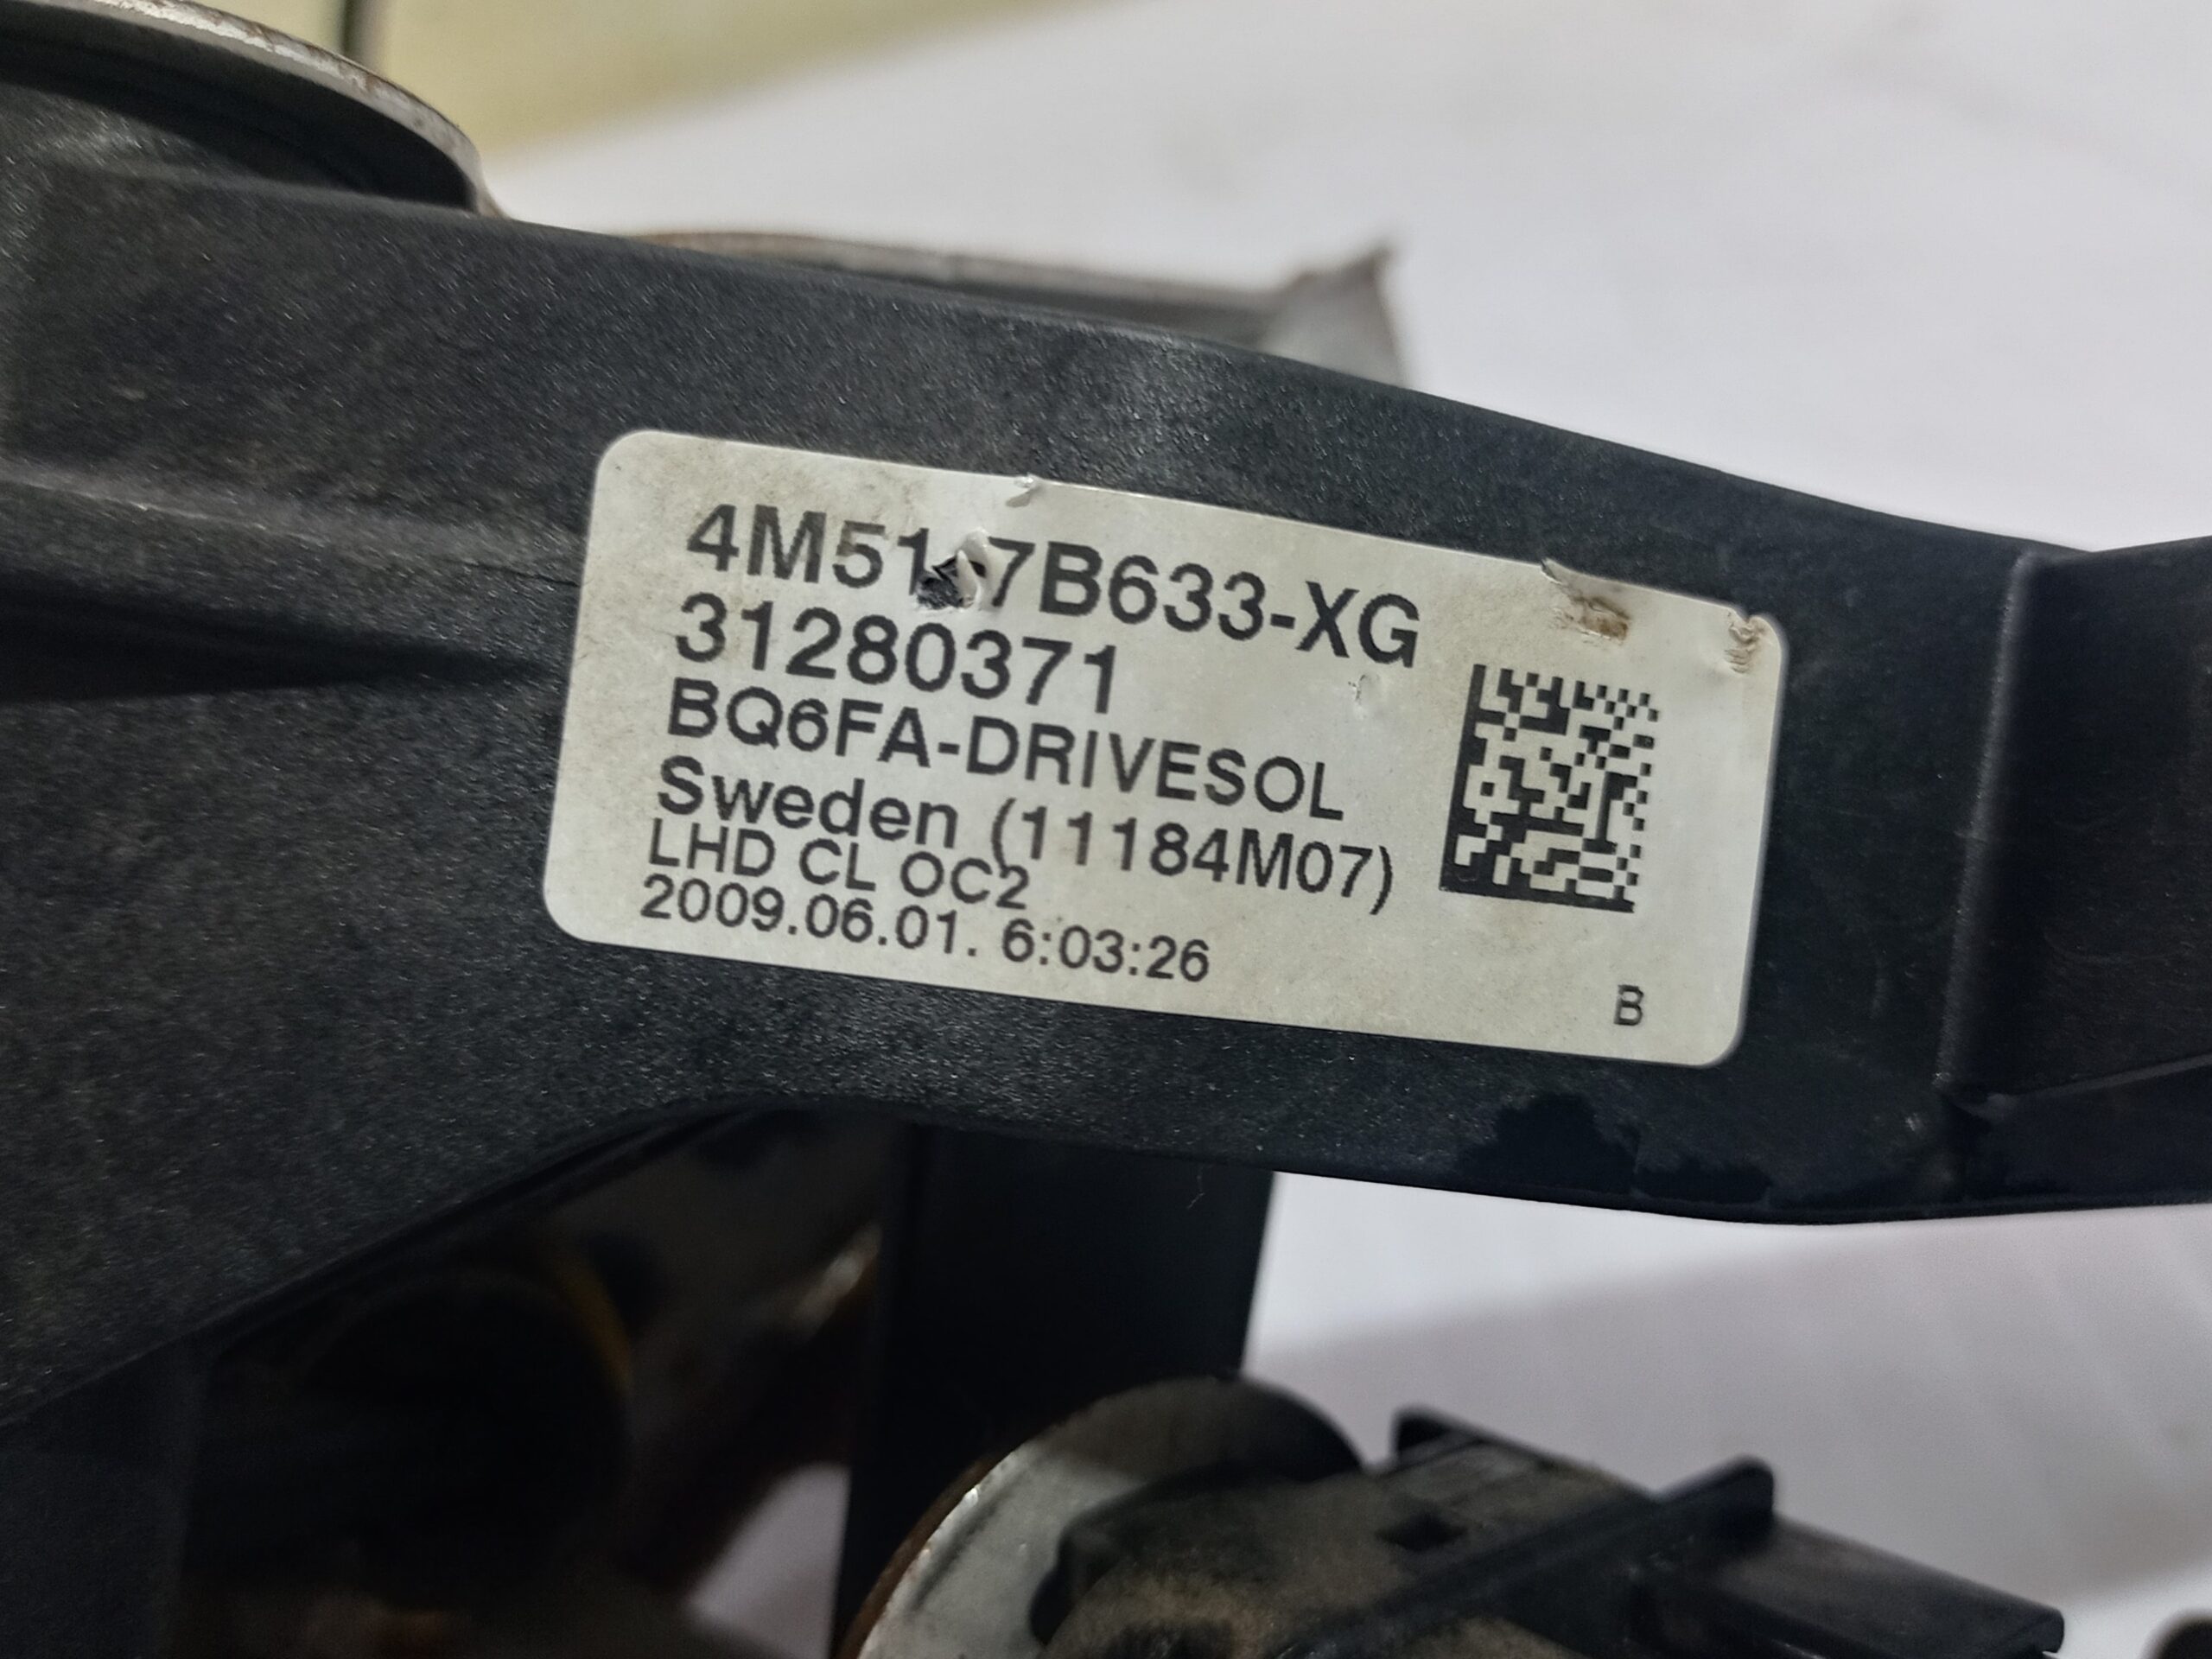 4M51 7B633-XG
31280371
BQ6FA-DRIVESOL
Sweden (11184M07)
LHD CL OC2
2009.06.01. 6:03:26
B